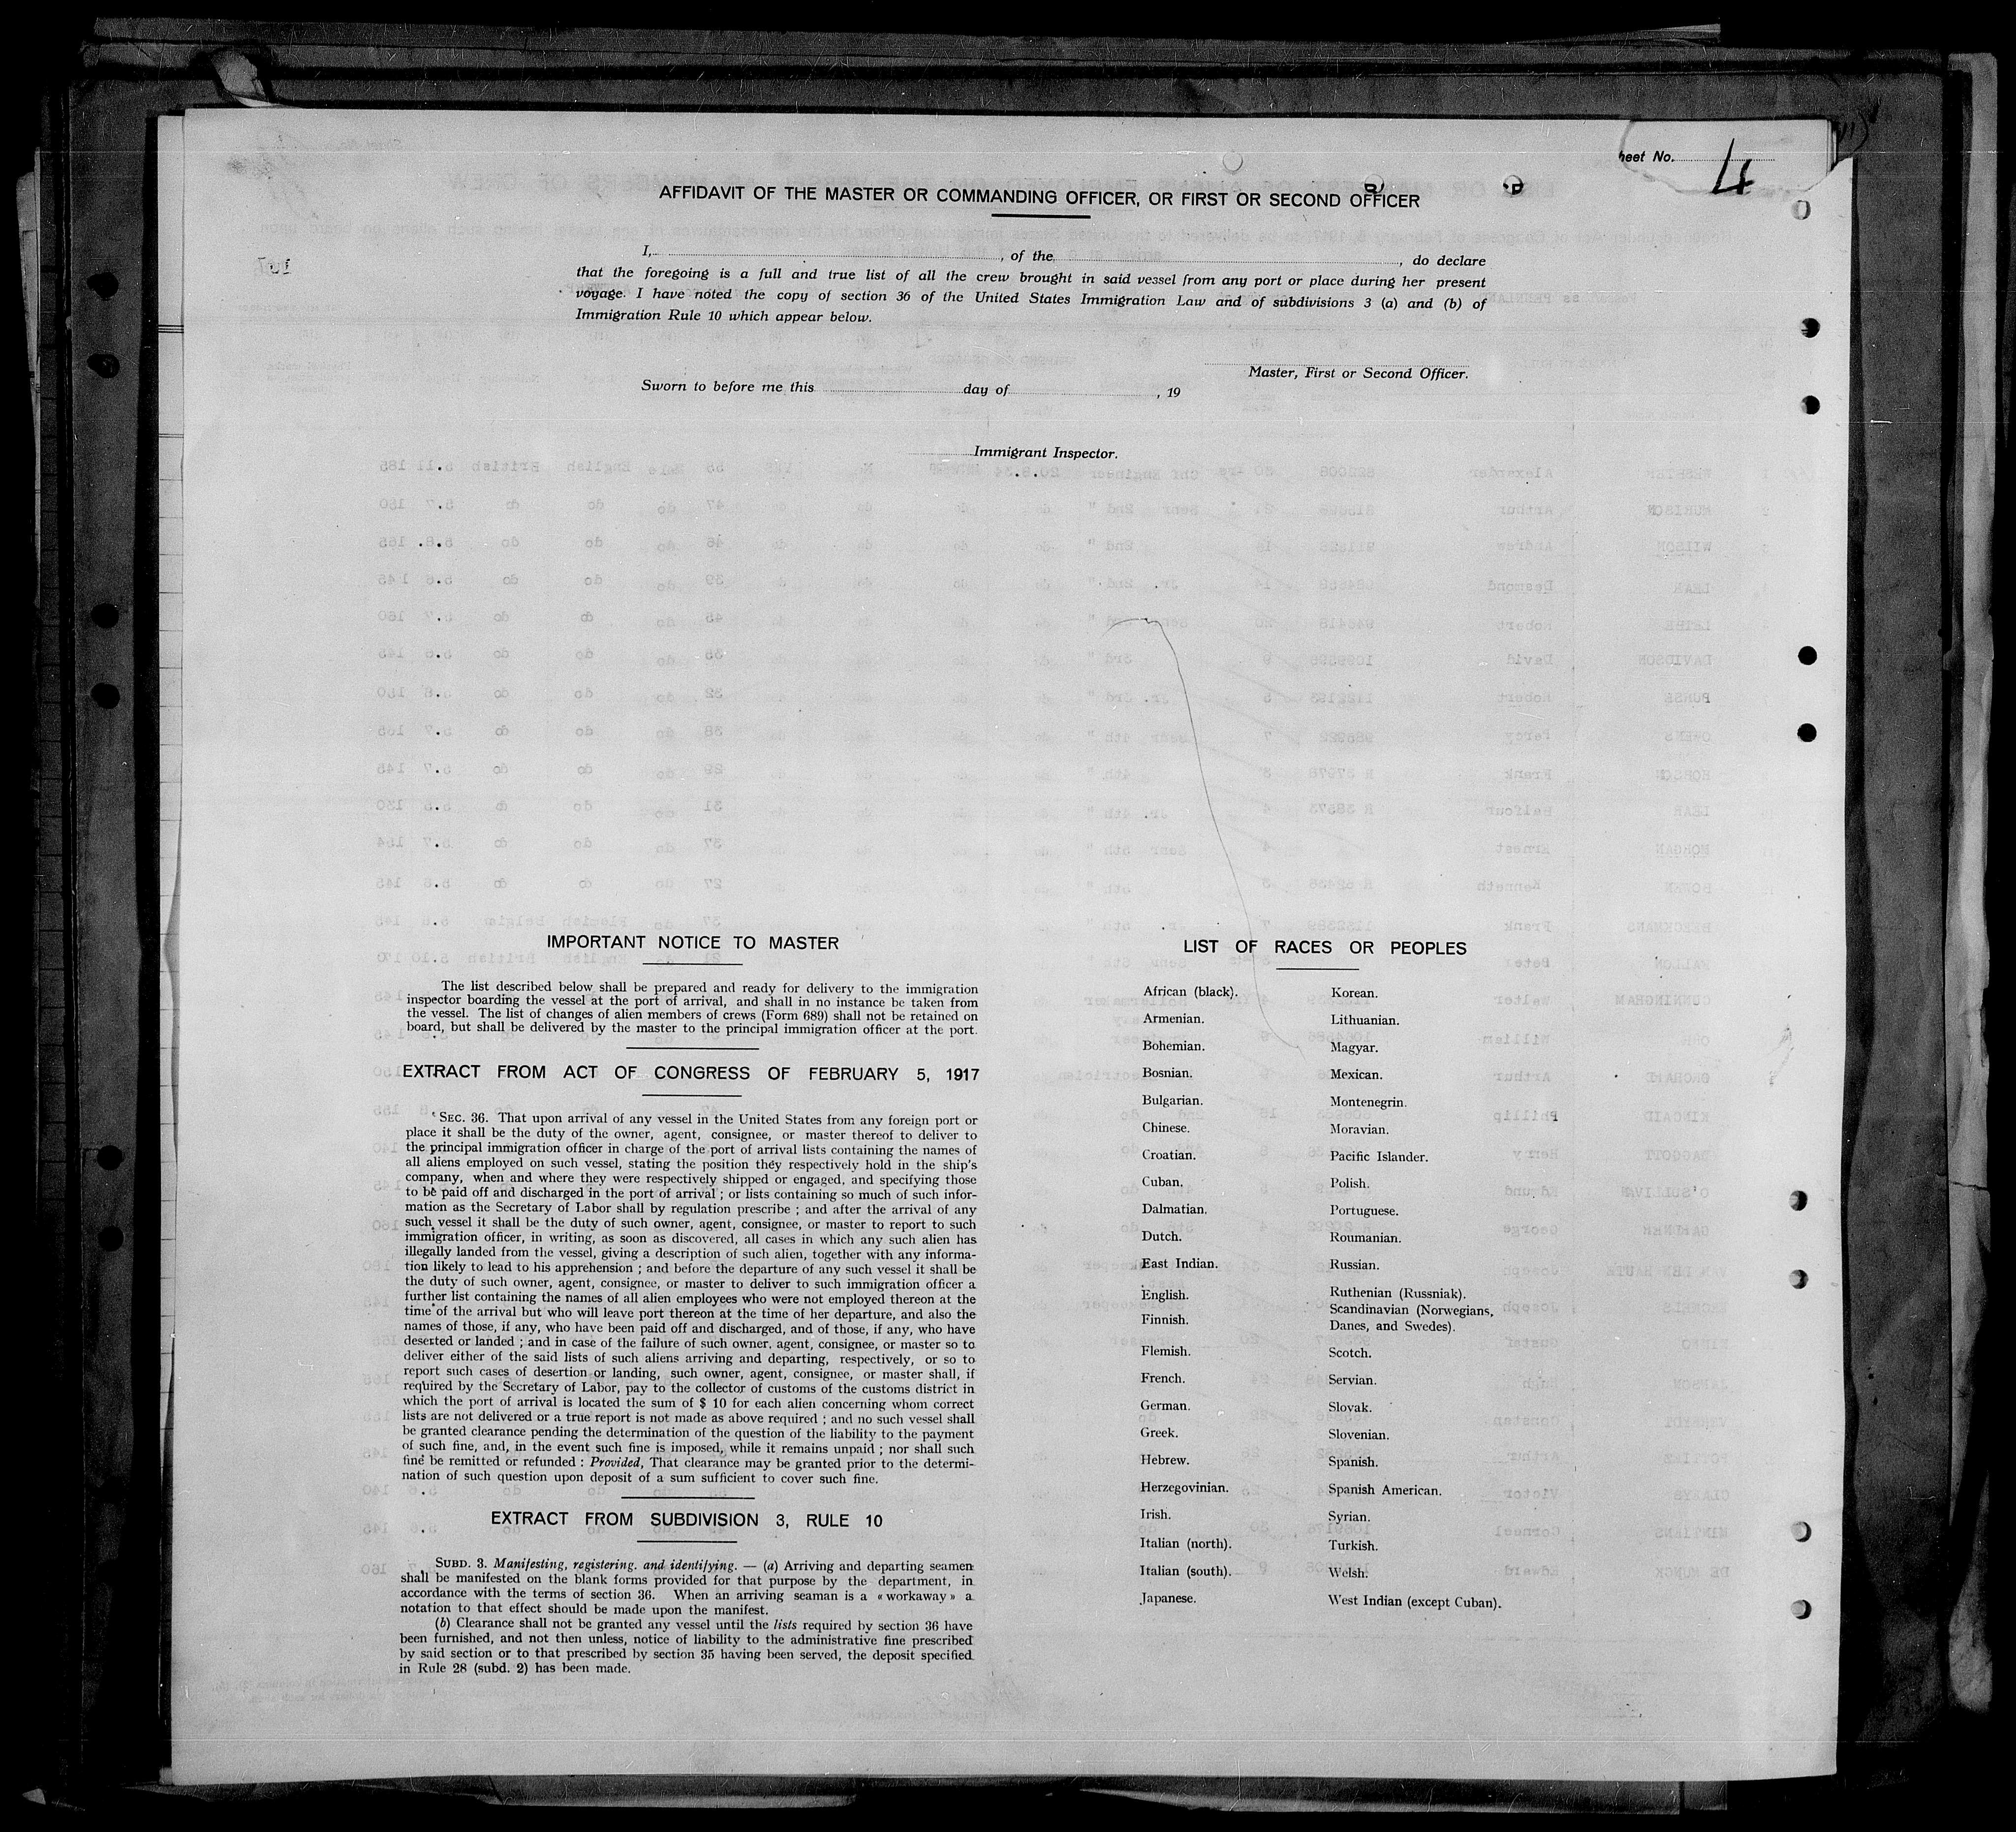 heet No. 4
AFFIDAVIT OF THE MASTER OR COMMANDING OFFICER, OR FIRST OR SECOND OFFICER
I, , of the , do declare
that the foregoing is a full and true list of all the crew brought in said vessel from any port or place during her present
voyage. I have noted the copy of section 36 of the United States Immigration Law and of subdivisions 3 (a) and (b) of
Immigration Rule 10 which appear below.
Master, First or Second Officer.
Sworn to before me this day of , 19
Immigrant Inspector.
IMPORTANT NOTICE TO MASTER
The list described below shall be prepared and ready for delivery to the immigration
inspector boarding the vessel at the port of arrival, and shall in no instance be taken from
the vessel. The list of changes of alien members of crews (Form 689) shall not be retained on
board, but shall be delivered by the master to the principal immigration officer at the port.
EXTRACT FROM ACT OF CONGRESS OF FEBRUARY 5, 1917
SEC. 36. That upon arrival of any vessel in the United States from any foreign port or
place it shall be the duty of the owner, agent, consignee, or master thereof to deliver to
the principal immigration officer in charge of the port of arrival lists containing the names of
all aliens employed on such vessel, stating the position they respectively hold in the ship's
company, when and where they were respectively shipped or engaged, and specifying those
to be paid off and discharged in the port of arrival ; or lists containing so much of such infor-
mation as the Secretary of Labor shall by regulation prescribe ; and after the arrival of any
such vessel it shall be the duty of such owner, agent, consignee, or master to report to such
immigration officer, in writing, as soon as discovered, all cases in which any such alien has
illegally landed from the vessel, giving a description of such alien, together with any informa-
tion likely to lead to his apprehension ; and before the departure of any such vessel it shall be
the duty of such owner, agent, consignee, or master to deliver to such immigration officer a
further list containing the names of all alien employees who were not employed thereon at the
time of the arrival but who will leave port thereon at the time of her departure, and also the
names of those, if any, who have been paid off and discharged, and of those, if any, who have
deserted or landed ; and in case of the failure of such owner, agent, consignee, or master so to
deliver either of the said lists of such aliens arriving and departing, respectively, or so to
report such cases of desertion or landing, such owner, agent, consignee, or master shall, if
required by the Secretary of Labor, pay to the collector of customs of the customs district in
which the port of arrival is located the sum of $ 10 for each alien concerning whom correct
lists are not delivered or a true report is not made as above required ; and no such vessel shall
be granted clearance pending the determination of the question of the liability to the payment
of such fine, and, in the event such fine is imposed, while it remains unpaid ; nor shall such
fine be remitted or refunded : Provided, That clearance may be granted prior to the determi-
nation of such question upon deposit of a sum sufficient to cover such fine.
EXTRACT FROM SUBDIVISION 3, RULE 10
SUBD. 3. Manifesting, registering. and identifying. — (a) Arriving and departing seamen
shall be manifested on the blank forms provided for that purpose by the department, in
accordance with the terms of section 36. When an arriving seaman is a « workaway » a
notation to that effect should be made upon the manifest.
(b) Clearance shall not be granted any vessel until the lists required by section 36 have
been furnished, and not then unless, notice of liability to the administrative fine prescribed
by said section or to that prescribed by section 35 having been served, the deposit specified
in Rule 28 (subd. 2) has been made.
LIST OF RACES OR PEOPLES
African (black).
Armenian.
Bohemian.
Bosnian.
Bulgarian.
Chinese.
Croatian.
Cuban.
Dalmatian.
Dutch.
East Indian.
English.
Finnish.
Flemish.
French.
German.
Greek.
Hebrew.
Herzegovinian.
Irish.
Italian (north).
Italian (south).
Japanese.
Korean.
Lithuanian.
Magyar.
Mexican.
Montenegrin.
Moravian.
Pacific Islander.
Polish.
Portuguese.
Roumanian.
Russian.
Ruthenian (Russniak).
Scandinavian (Norwegians,
Danes, and Swedes).
Scotch.
Servian.
Slovak.
Slovenian.
Spanish.
Spanish American.
Syrian.
Turkish.
Welsh.
West Indian (except Cuban).